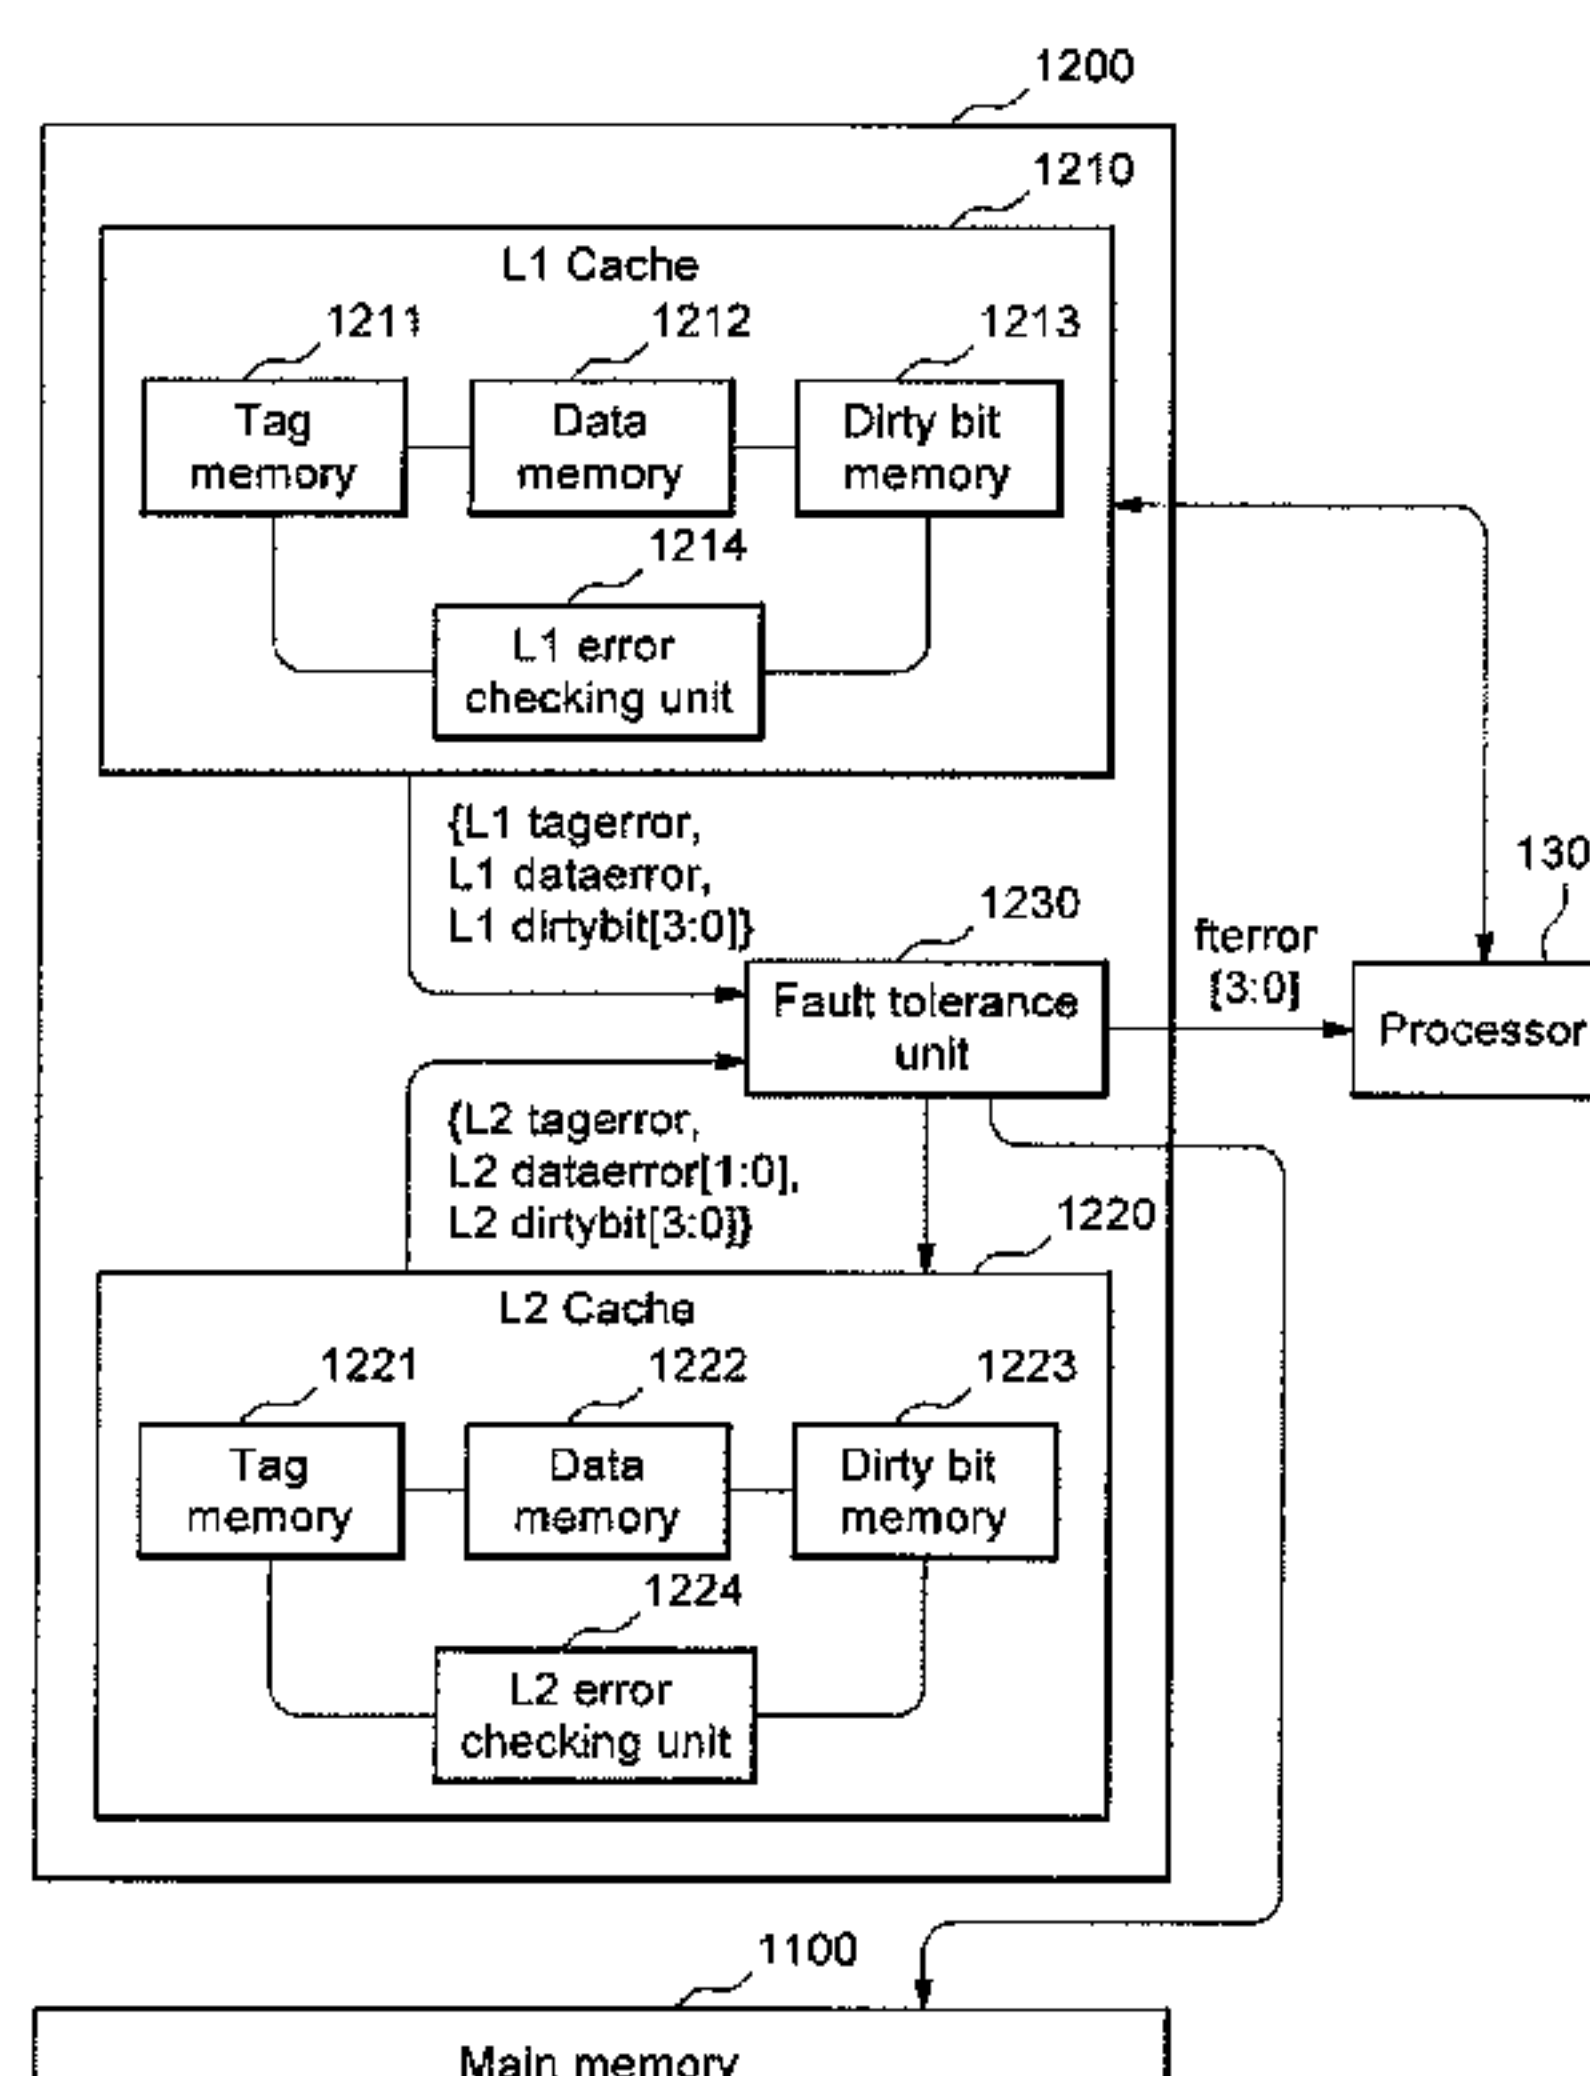 1200
1210
L1 Cache
1211
1212
1213
Tag
memory
Data
memory
Dirty bit
memory
1214
L1 error
checking unit
{L1 tagerror,
L1 dataerror,
L1 dirtybit[3:0]}
1230
Fault tolerance
unit
fterror
[3:0]
130
Processor
{L2 tagerror,
L2 dataerror[1:0],
L2 dirtybit[3:0]}
1220
L2 Cache
1221
1222
1223
Tag
memory
Data
memory
Dirty bit
memory
1224
L2 error
checking unit
1100
Main memory